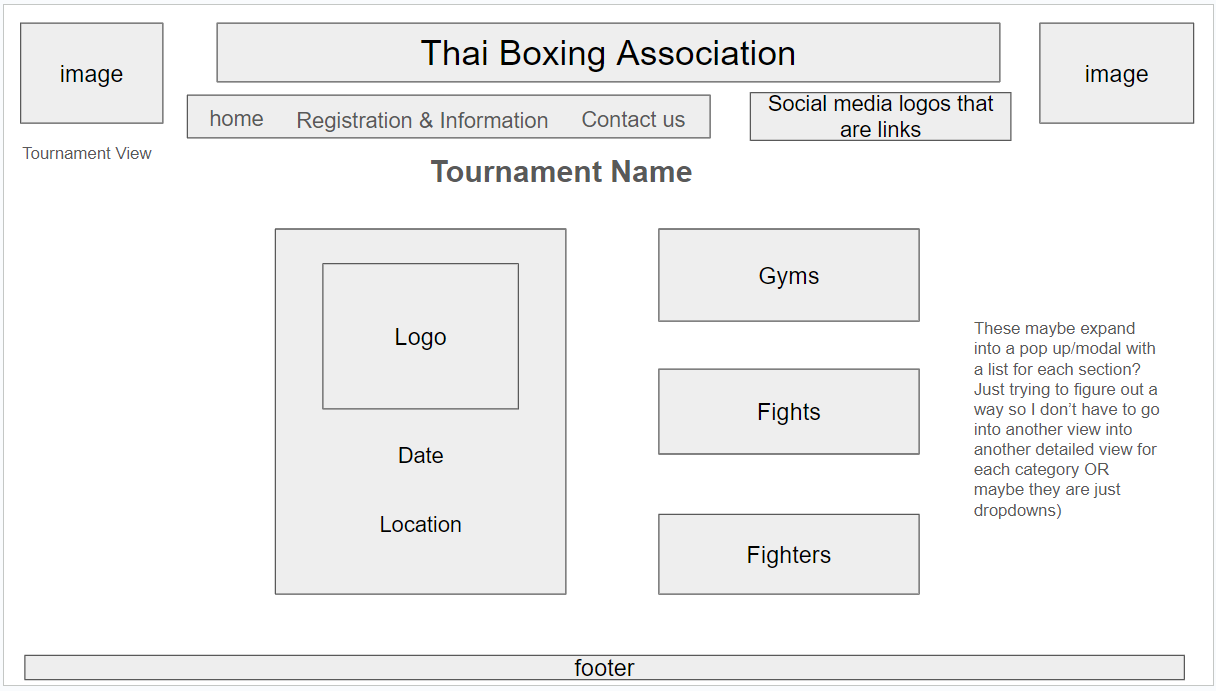 Thai Boxing Association
image
image
home
Registration & Information
Contact us
Social media logos that
are links
Tournament View
Tournament Name
Logo
Date
Location
Gyms
Fights
Fighters
These maybe expand
into a pop up/modal with
a list for each section?
Just trying to figure out a
way so I don’t have to go
into another view into
another detailed view for
each category OR
maybe they are just
dropdowns)
footer